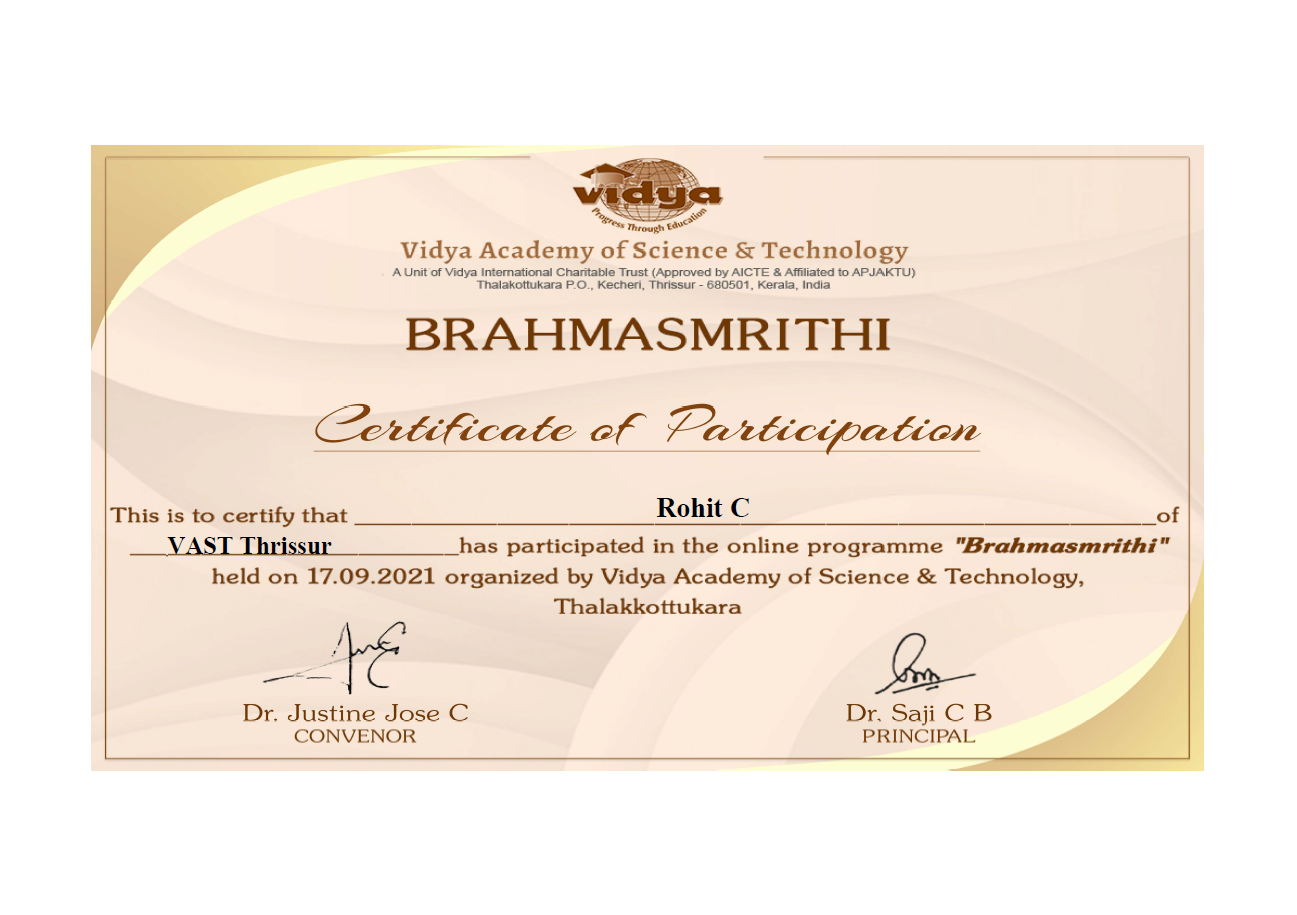 vidya
Progress Through Education
Vidya Academy of Science & Technology
A Unit of Vidya International Charitable Trust (Approved by AICTE & Affiliated to APJAKTU)
Thalakottukara P.O., Kecheri, Thrissur - 680501, Kerala, India
BRAHMASMRITHI
Certificate of Participation
This is to certify that Rohit C of
VAST Thrissur has participated in the online programme "Brahmasmrithi"
held on 17.09.2021 organized by Vidya Academy of Science & Technology,
Thalakkottukara
Dr. Justine Jose C Dr. Saji C B
CONVENOR PRINCIPAL